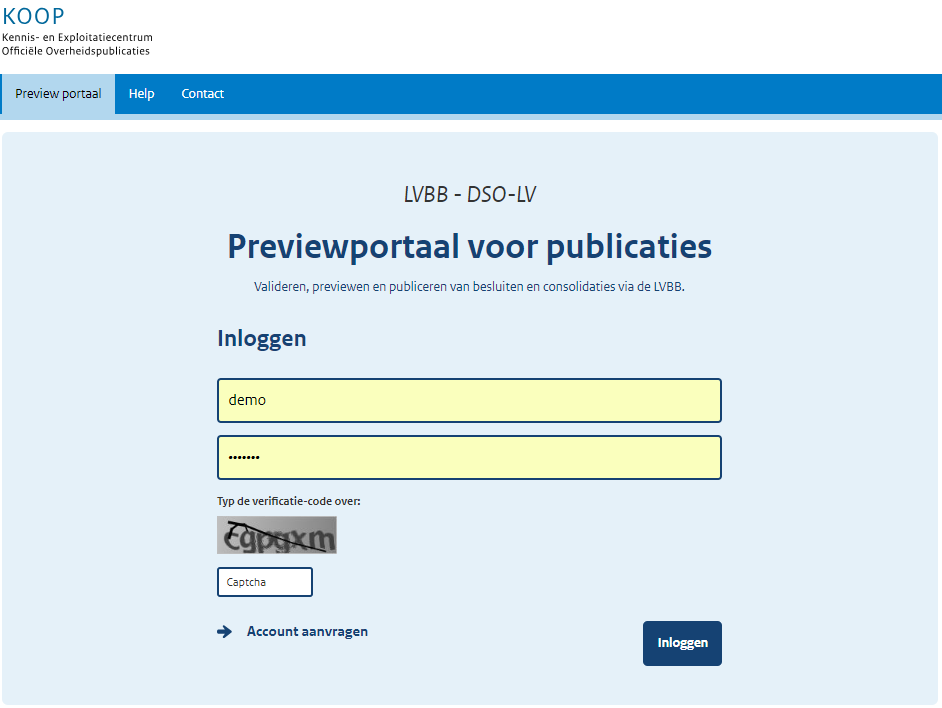 KOOP
Kennis- en Exploitatiecentrum
Officiële Overheidspublicaties
Preview portaal Help Contact
LVBB - DSO-LV
Previewportaal voor publicaties
Valideren, previewen en publiceren van besluiten en consolidaties via de LVBB.
Inloggen
demo
•••••••
Typ de verificatie-code over:
Captcha
Account aanvragen
Inloggen